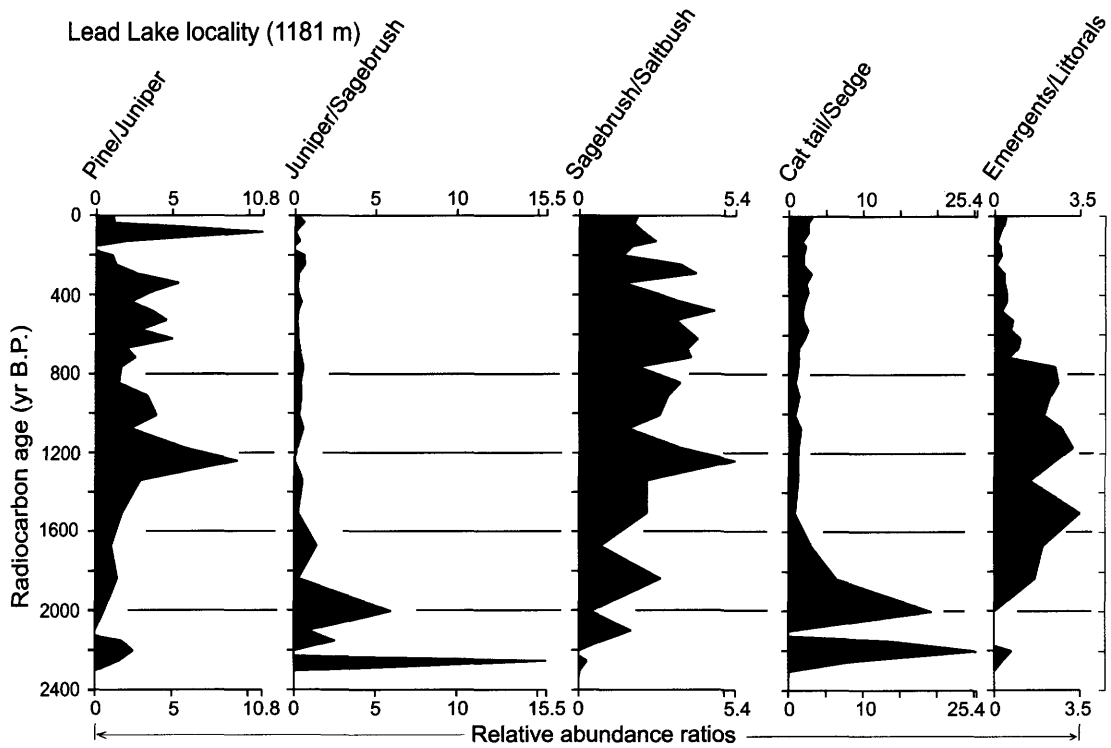 Lead Lake locality (1181 m)
Pine/Juniper
Juniper/Sagebrush
Sagebrush/Saltbush
Cat tail/Sedge
Emergents/Littorals
0 5 10.8 0 5 10 15.5 0 5.4 0 10 25.4 0 3.5
0
400
800
1200
1600
2000
2400
Radiocarbon age (yr B.P.)
0 5 10.8 0 5 10 15.5 0 5.4 0 10 25.4 0 3.5
Relative abundance ratios